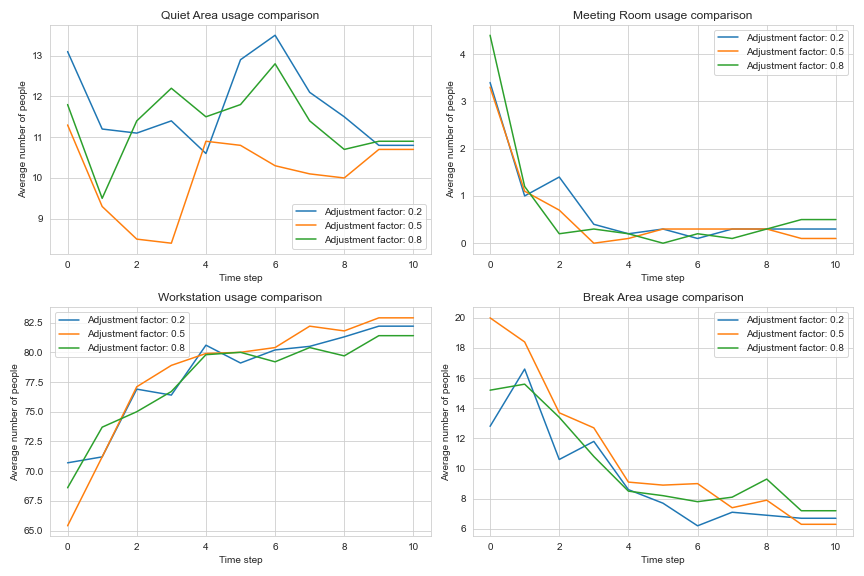 Quiet Area usage comparison
Average number of people
13
12
11
10
9
Adjustment factor: 0.2
Adjustment factor: 0.5
Adjustment factor: 0.8
0 2 4 6 8 10
Time step
Meeting Room usage comparison
Average number of people
4
3
2
1
0
Adjustment factor: 0.2
Adjustment factor: 0.5
Adjustment factor: 0.8
0 2 4 6 8 10
Time step
Workstation usage comparison
Average number of people
82.5
80.0
77.5
75.0
72.5
70.0
67.5
65.0
Adjustment factor: 0.2
Adjustment factor: 0.5
Adjustment factor: 0.8
0 2 4 6 8 10
Time step
Break Area usage comparison
Average number of people
20
18
16
14
12
10
8
6
Adjustment factor: 0.2
Adjustment factor: 0.5
Adjustment factor: 0.8
0 2 4 6 8 10
Time step